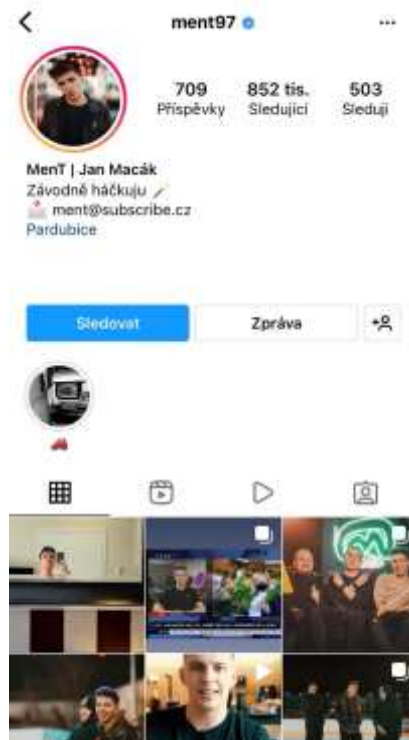 ment97
709
852 tis.
503
Příspěvky
Sledující
Sleduji
MenT | Jan Macák
Závodně háčkuju
ment@subscribe.cz
Pardubice
Sledovat
Zpráva